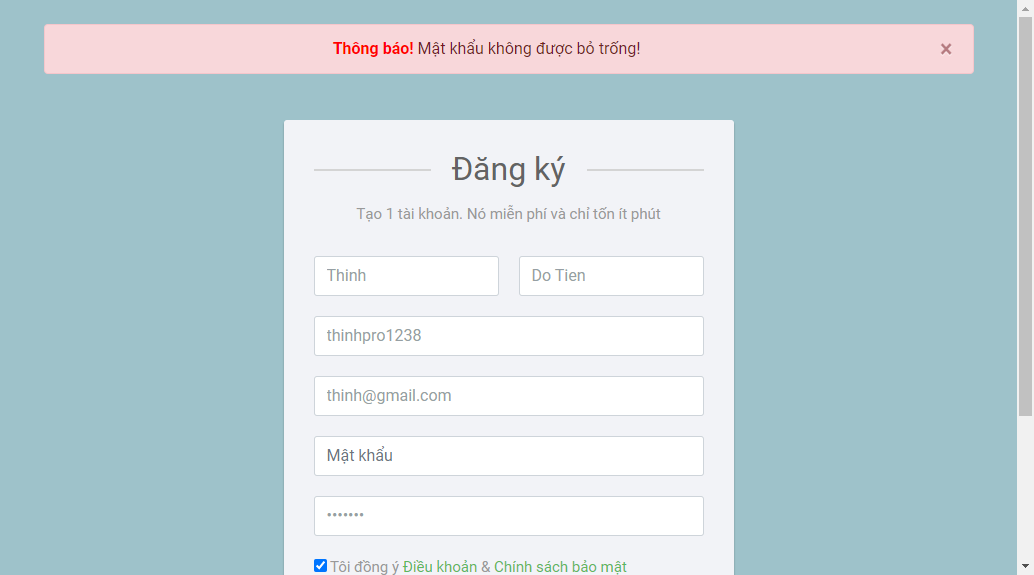 Thông báo! Mật khẩu không được bỏ trống! ×
Đăng ký
Tạo 1 tài khoản. Nó miễn phí và chỉ tốn ít phút
Thinh Do Tien
thinhpro1238
thinh@gmail.com
Mật khẩu
•••••••
Tôi đồng ý Điều khoản & Chính sách bảo mật